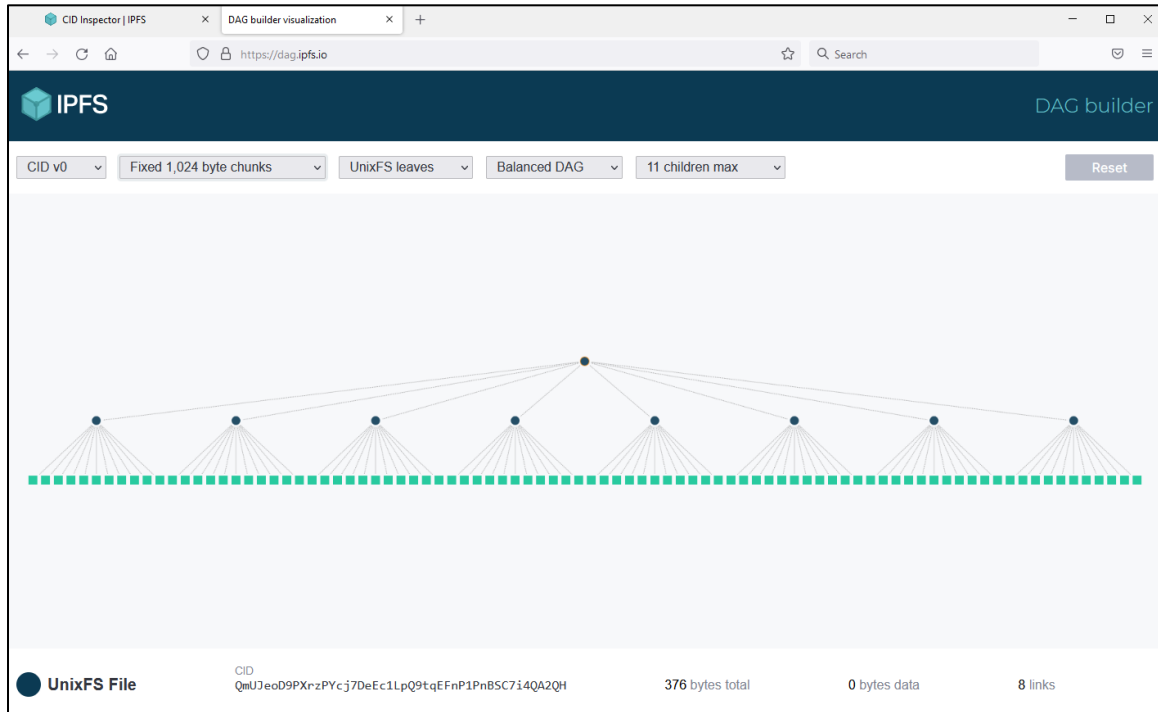 CID Inspector | IPFS
DAG builder visualization
https://dag.ipfs.io
Search
IPFS
DAG builder
CID v0
Fixed 1,024 byte chunks
UnixFS leaves
Balanced DAG
11 children max
Reset
UnixFS File
CID
QmUJeoD9PXrzPYcj7DeEc1LpQ9tqEFnP1PnBSC7i4QA2QH
376 bytes total
0 bytes data
8 links